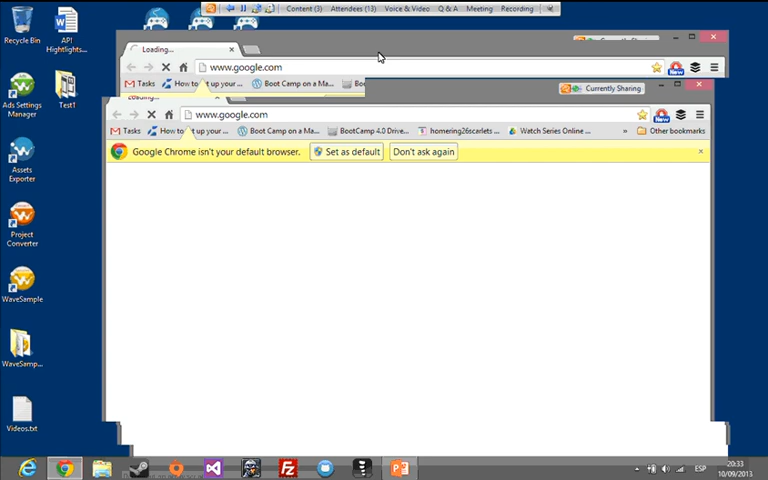 Content (3) Attendees (13) Voice & Video Q & A Meeting Recording
Recycle Bin
API
Hightlights...
Loading...
www.google.com
Tasks How to set up your ... Boot Camp on a Ma...
New
Ads Settings
Manager
Test1
Currently Sharing
www.google.com
New
Tasks How to set up your ... Boot Camp on a Ma... BootCamp 4.0 Drive... homering26scarlets ... Watch Series Online ... » Other bookmarks
Google Chrome isn't your default browser. Set as default Don't ask again
Assets
Exporter
Project
Converter
WaveSample
WaveSamp...
Videos.txt
ESP
20:33
10/09/2013